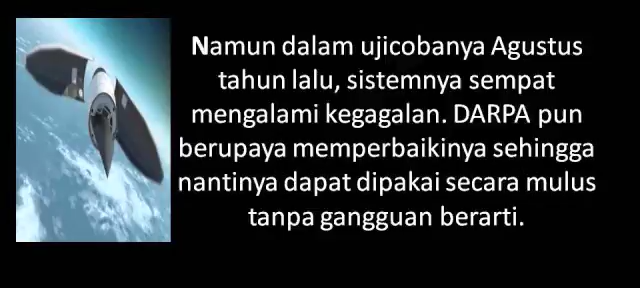 Namun dalam ujicobanya Agustus
tahun lalu, sistemnya sempat
mengalami kegagalan. DARPA pun
berupaya memperbaikinya sehingga
nantinya dapat dipakai secara mulus
tanpa gangguan berarti.